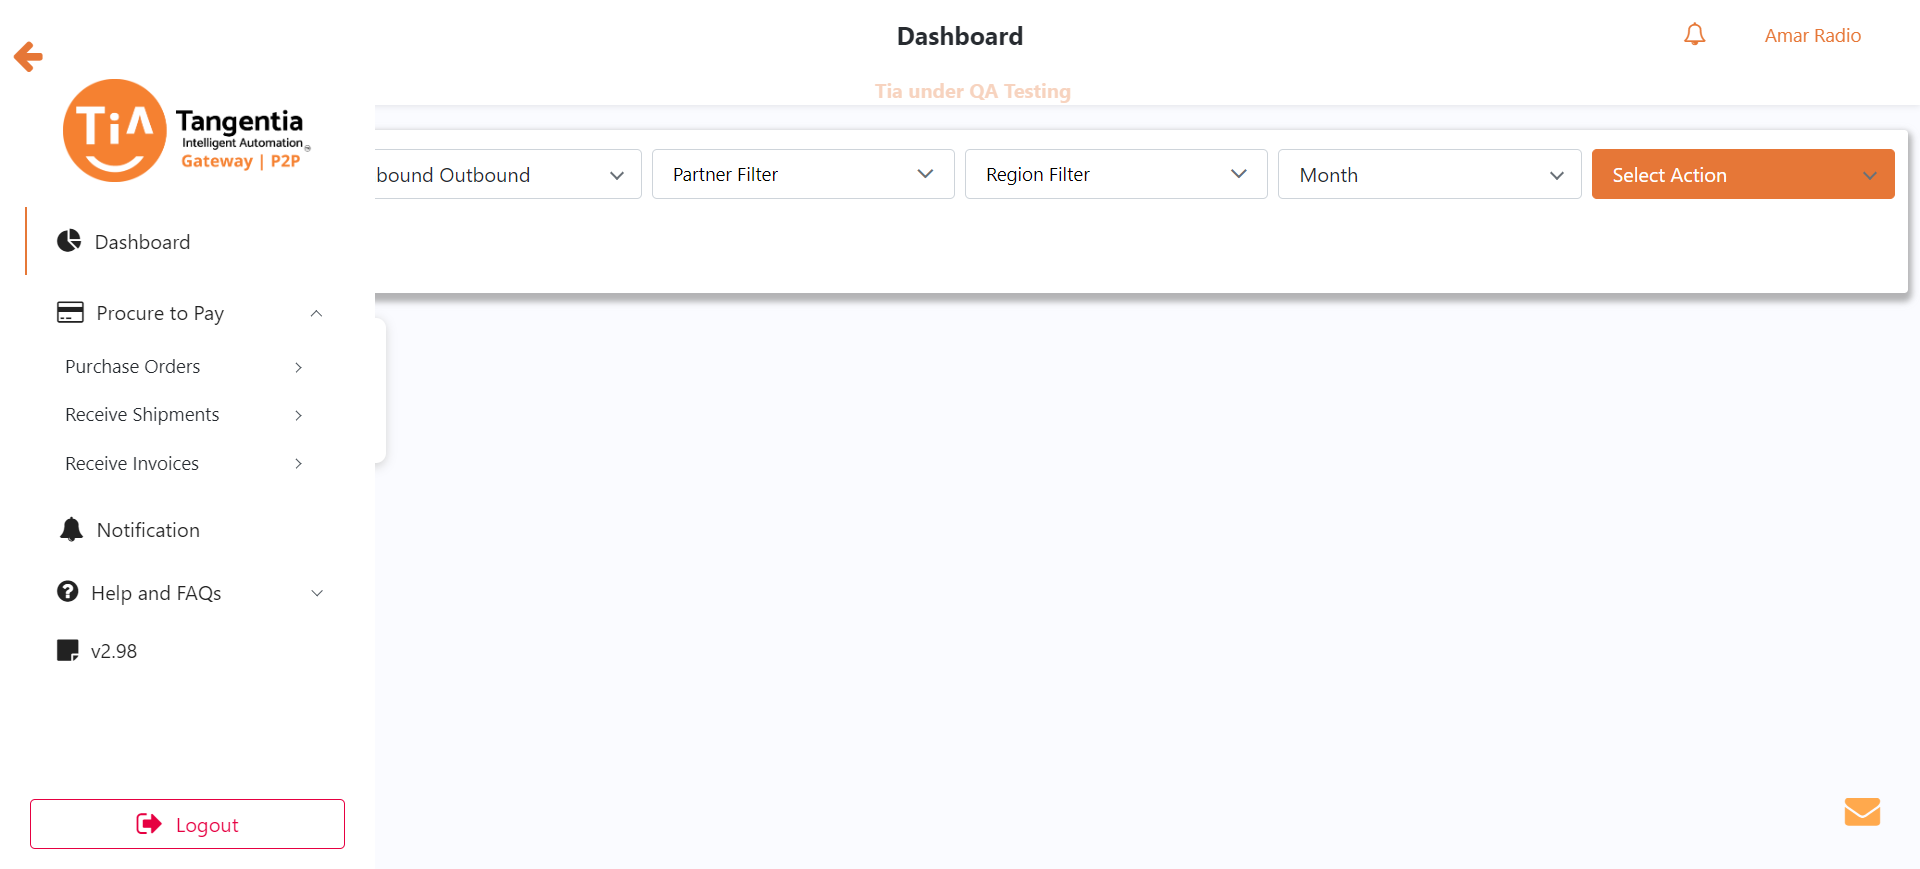 Dashboard
Amar Radio
Tia under QA Testing
TiA
Tangentia
Intelligent Automation
Gateway | P2P
bound Outbound
Partner Filter
Region Filter
Month
Select Action
Dashboard
Procure to Pay
Purchase Orders
Receive Shipments
Receive Invoices
Notification
Help and FAQs
v2.98
Logout